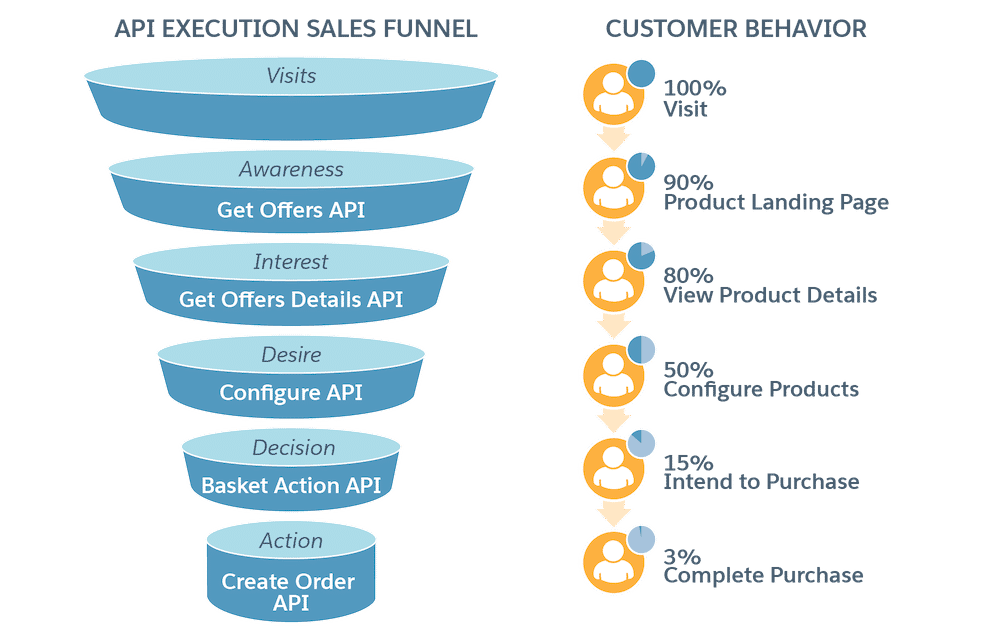 API EXECUTION SALES FUNNEL
Visits
Awareness
Get Offers API
Interest
Get Offers Details API
Desire
Configure API
Decision
Basket Action API
Action
Create Order
API
CUSTOMER BEHAVIOR
100%
Visit
90%
Product Landing Page
80%
View Product Details
50%
Configure Products
15%
Intend to Purchase
3%
Complete Purchase